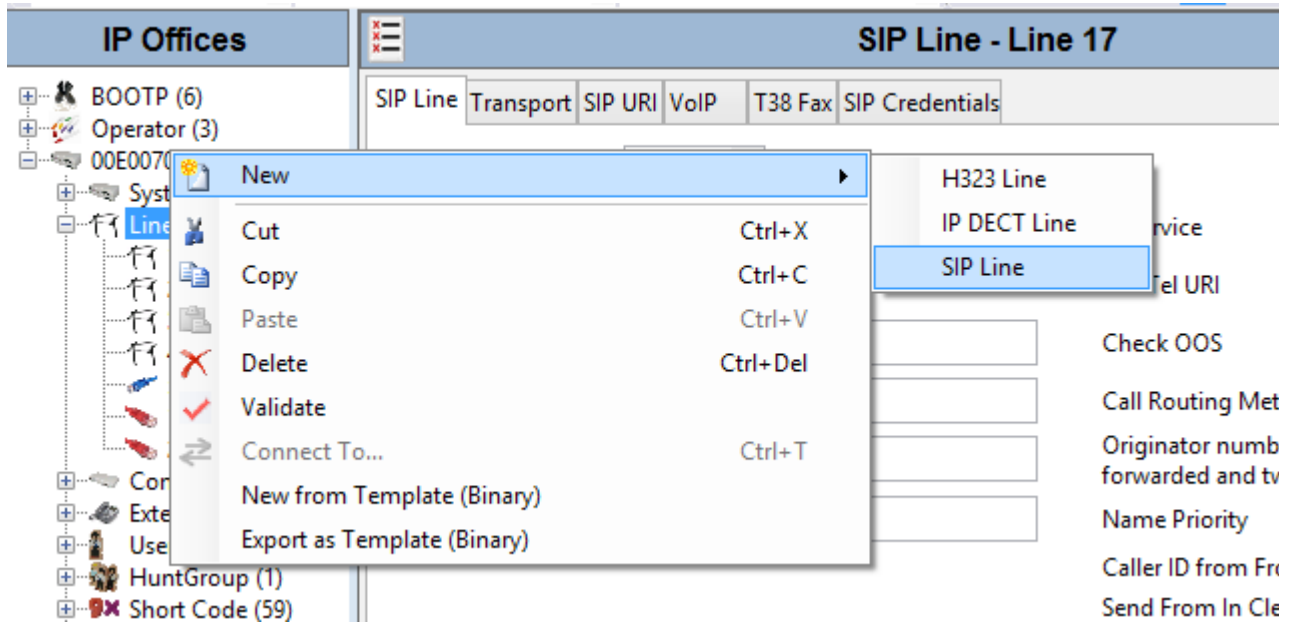 IP Offices
SIP Line - Line 17
BOOTP (6)
Operator (3)
00E0070
Syst
Line
Con
Exte
Use
HuntGroup (1)
Short Code (59)
SIP Line Transport SIP URI VoIP T38 Fax SIP Credentials
New
Cut Ctrl+X
Copy Ctrl+C
Paste Ctrl+V
Delete Ctrl+Del
Validate
Connect To... Ctrl+T
New from Template (Binary)
Export as Template (Binary)
H323 Line
IP DECT Line
SIP Line
rvice
Tel URI
Check OOS
Call Routing Met
Originator numb
forwarded and tw
Name Priority
Caller ID from Fro
Send From In Cle